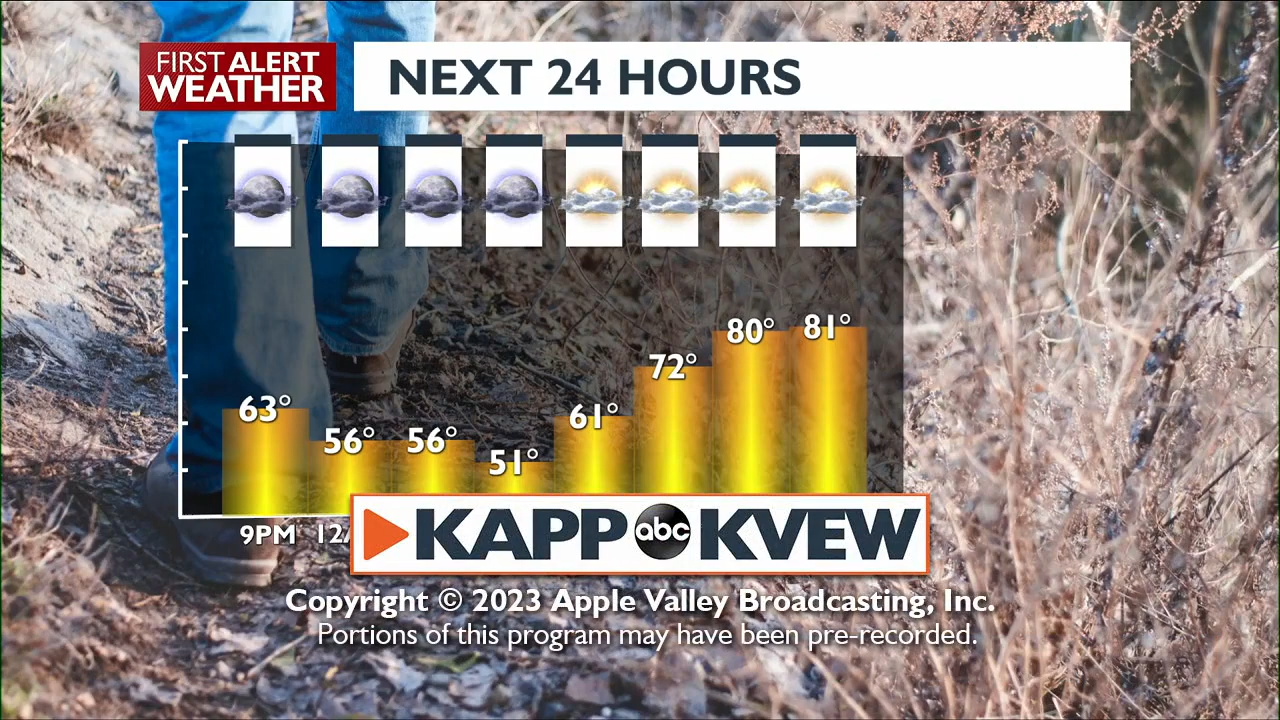 FIRST ALERT
WEATHER
NEXT 24 HOURS
63° 56° 56° 51° 61° 72° 80° 81°
9PM 12/
KAPP abc KVEW
Copyright © 2023 Apple Valley Broadcasting, Inc.
Portions of this program may have been pre-recorded.